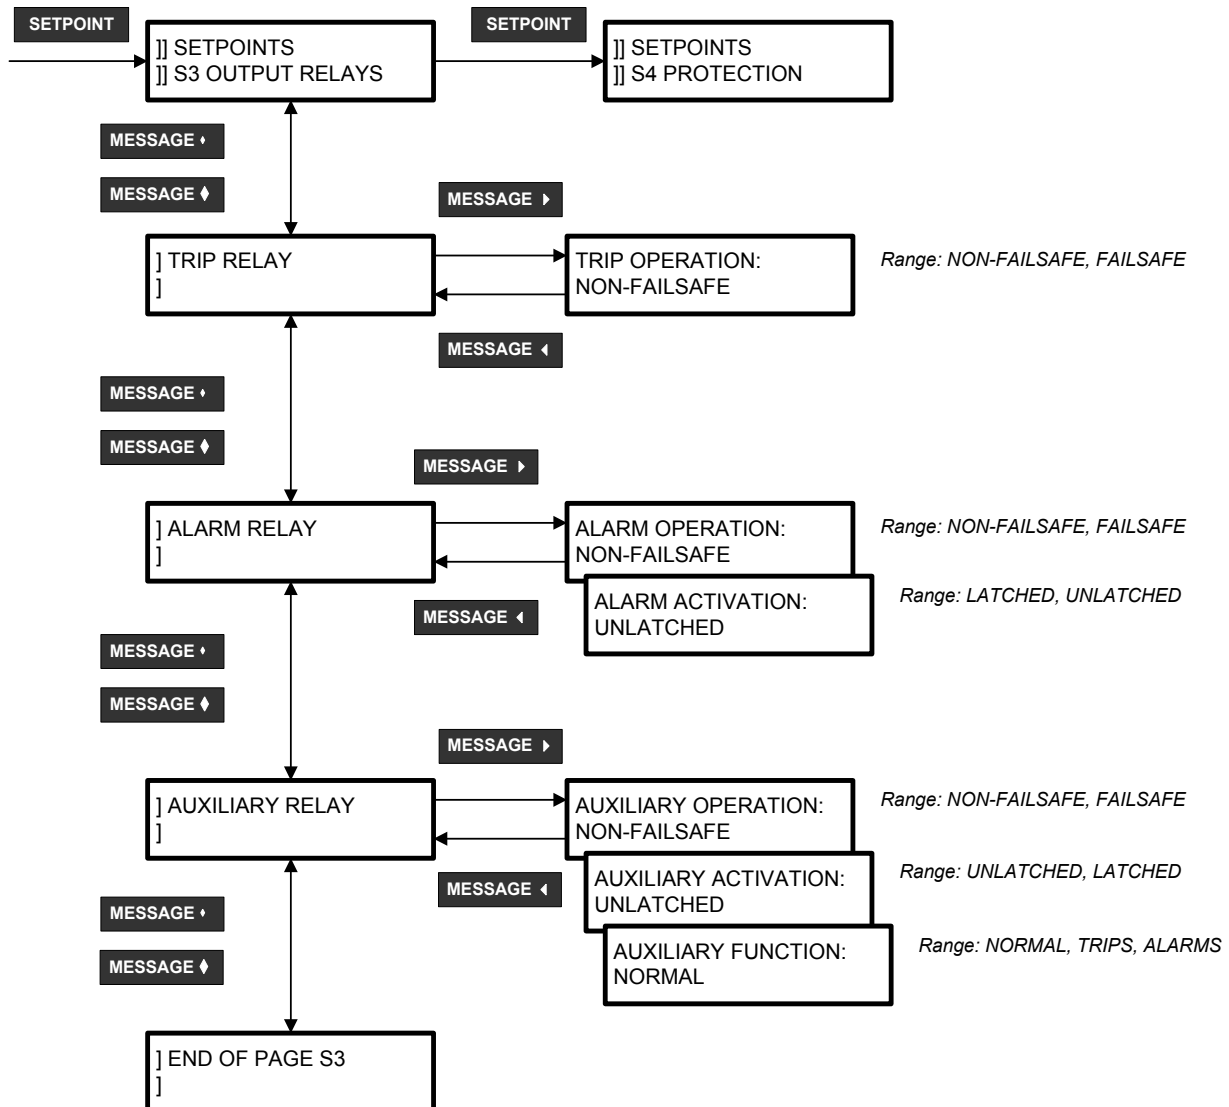 SETPOINT
SETPOINT
]] SETPOINTS
]] S3 OUTPUT RELAYS
]] SETPOINTS
]] S4 PROTECTION
MESSAGE
MESSAGE
MESSAGE
] TRIP RELAY
]
TRIP OPERATION:
NON-FAILSAFE
Range: NON-FAILSAFE, FAILSAFE
MESSAGE
MESSAGE
MESSAGE
MESSAGE
] ALARM RELAY
]
ALARM OPERATION:
NON-FAILSAFE
Range: NON-FAILSAFE, FAILSAFE
ALARM ACTIVATION:
UNLATCHED
Range: LATCHED, UNLATCHED
MESSAGE
MESSAGE
MESSAGE
MESSAGE
] AUXILIARY RELAY
]
AUXILIARY OPERATION:
NON-FAILSAFE
Range: NON-FAILSAFE, FAILSAFE
AUXILIARY ACTIVATION:
UNLATCHED
Range: UNLATCHED, LATCHED
MESSAGE
MESSAGE
MESSAGE
AUXILIARY FUNCTION:
NORMAL
Range: NORMAL, TRIPS, ALARMS
] END OF PAGE S3
]